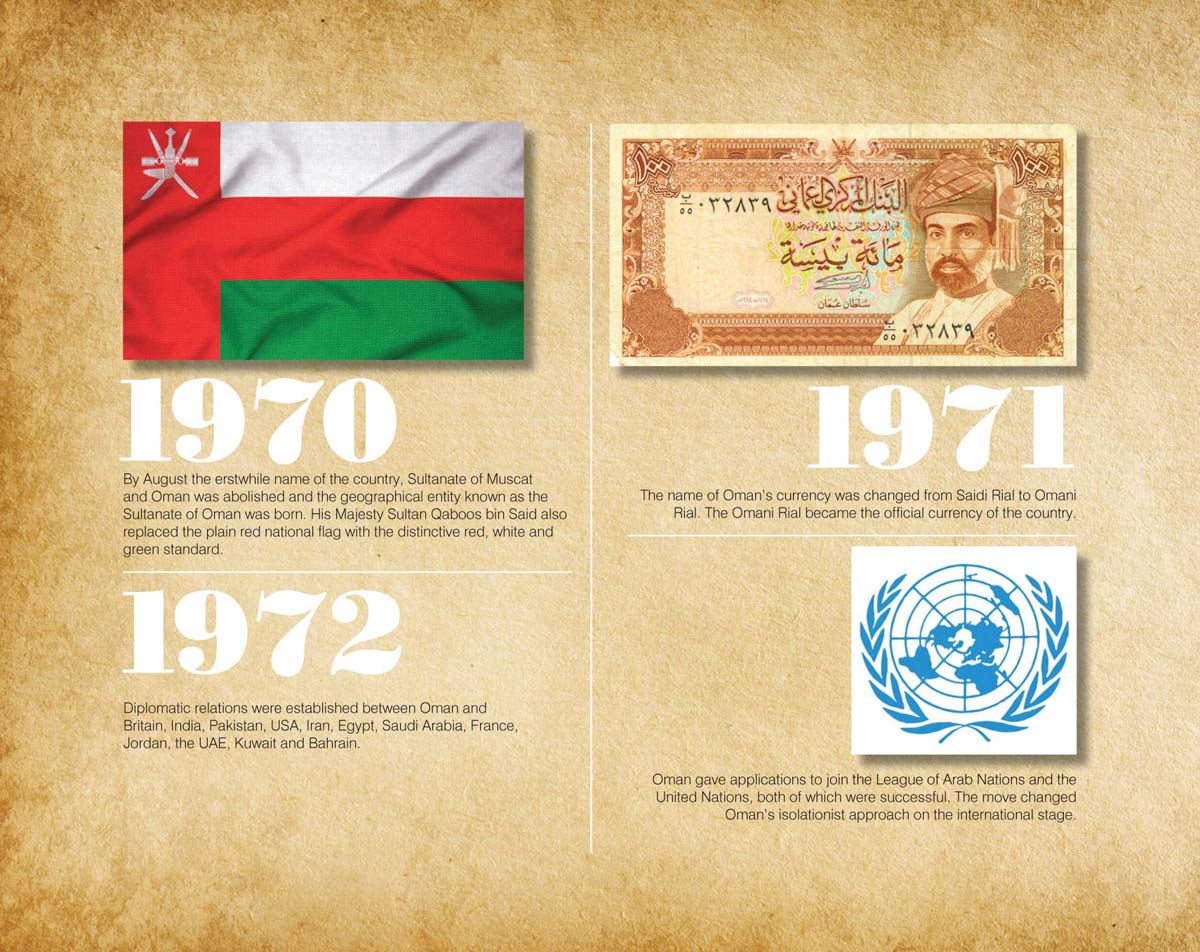 1970
By August the erstwhile name of the country, Sultanate of Muscat
and Oman was abolished and the geographical entity known as the
Sultanate of Oman was born. His Majesty Sultan Qaboos bin Said also
replaced the plain red national flag with the distinctive red, white and
green standard.
1972
Diplomatic relations were established between Oman and
Britain, India, Pakistan, USA, Iran, Egypt, Saudi Arabia, France,
Jordan, the UAE, Kuwait and Bahrain.
١٠٠
١٠٠
بيسة
البنك المركزي العماني
ب
٥٥ ٠٣٢٨٣٩
مائة بيسة
سلطان عمان
ب
٥٥ ٠٣٢٨٣٩
1971
The name of Oman's currency was changed from Saidi Rial to Omani
Rial. The Omani Rial became the official currency of the country.
Oman gave applications to join the League of Arab Nations and the
United Nations, both of which were successful. The move changed
Oman's isolationist approach on the international stage.